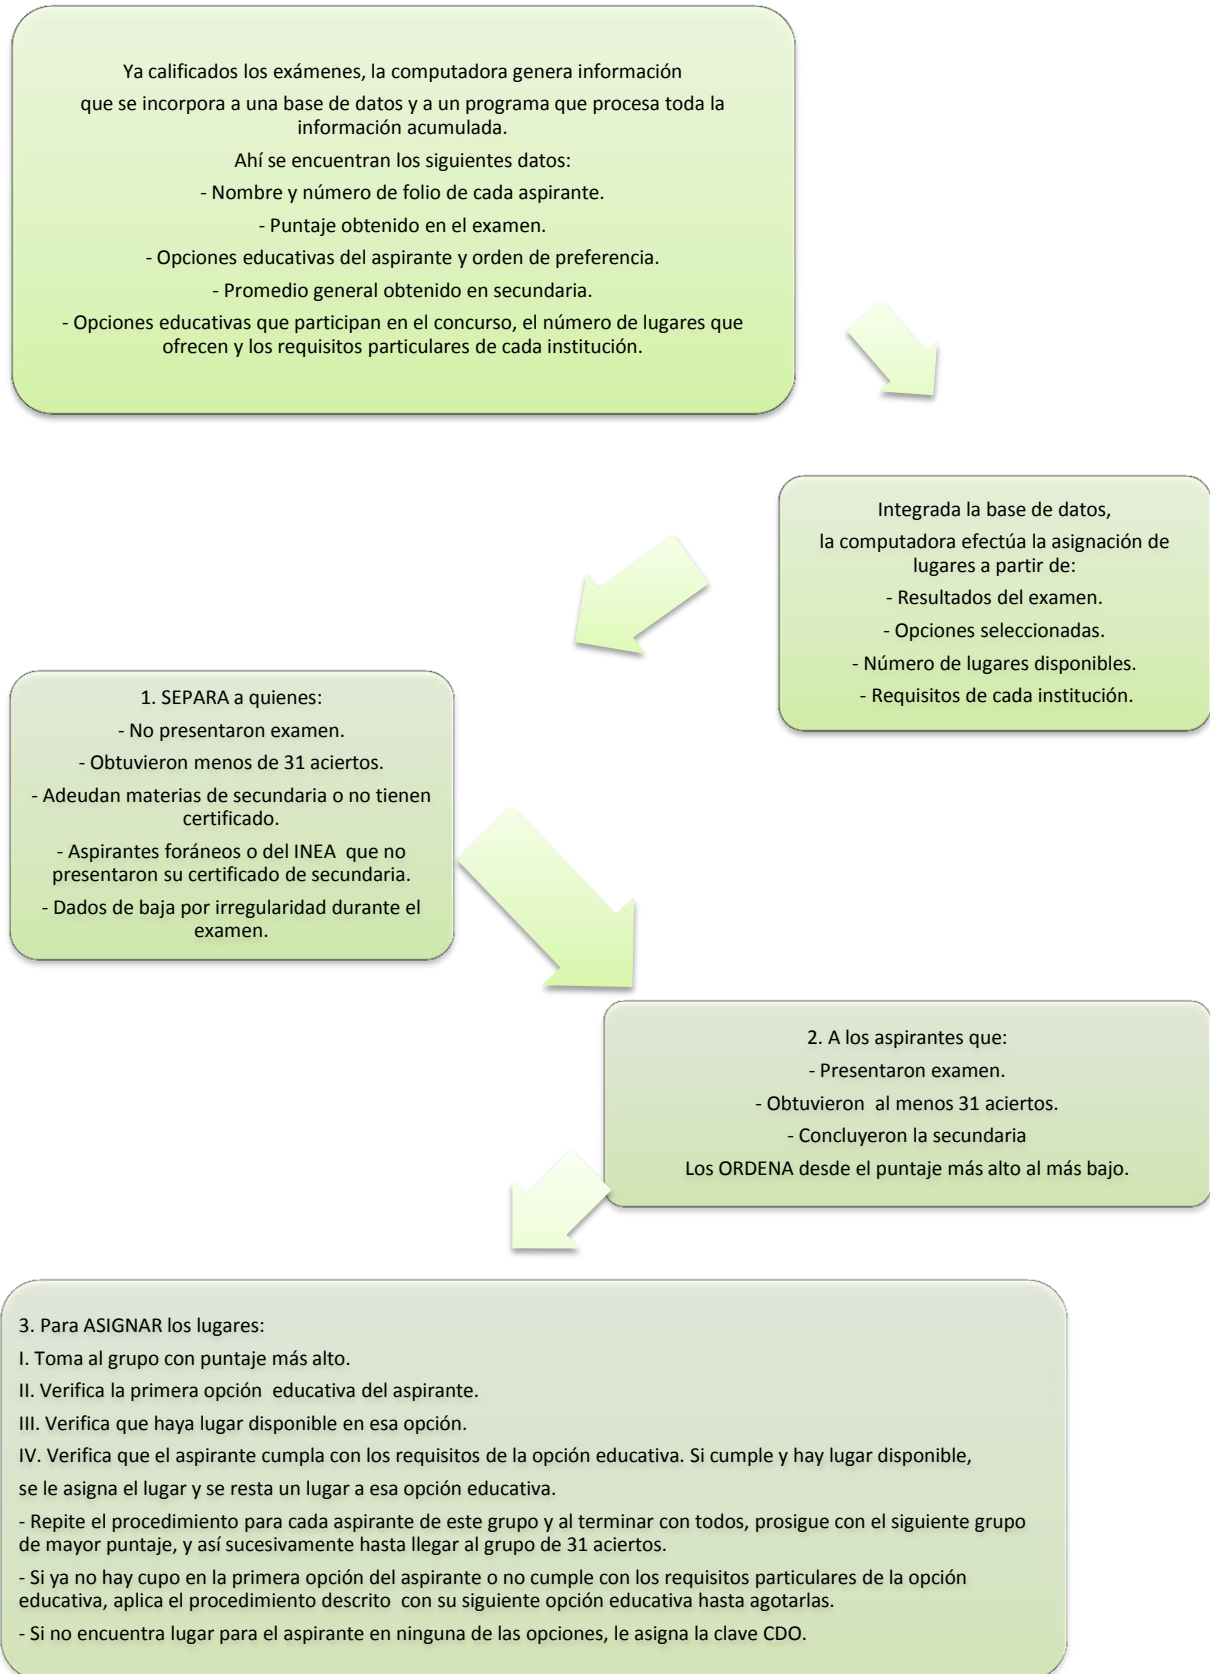 Ya calificados los exámenes, la computadora genera información
que se incorpora a una base de datos y a un programa que procesa toda la
información acumulada.
Ahí se encuentran los siguientes datos:
- Nombre y número de folio de cada aspirante.
- Puntaje obtenido en el examen.
- Opciones educativas del aspirante y orden de preferencia.
- Promedio general obtenido en secundaria.
- Opciones educativas que participan en el concurso, el número de lugares que
ofrecen y los requisitos particulares de cada institución.
Integrada la base de datos,
la computadora efectúa la asignación de
lugares a partir de:
- Resultados del examen.
- Opciones seleccionadas.
- Número de lugares disponibles.
- Requisitos de cada institución.
1. SEPARA a quienes:
- No presentaron examen.
- Obtuvieron menos de 31 aciertos.
- Adeudan materias de secundaria o no tienen
certificado.
- Aspirantes foráneos o del INEA que no
presentaron su certificado de secundaria.
- Dados de baja por irregularidad durante el
examen.
2. A los aspirantes que:
- Presentaron examen.
- Obtuvieron al menos 31 aciertos.
- Concluyeron la secundaria
Los ORDENA desde el puntaje más alto al más bajo.
3. Para ASIGNAR los lugares:
I. Toma al grupo con puntaje más alto.
II. Verifica la primera opción educativa del aspirante.
III. Verifica que haya lugar disponible en esa opción.
IV. Verifica que el aspirante cumpla con los requisitos de la opción educativa. Si cumple y hay lugar disponible,
se le asigna el lugar y se resta un lugar a esa opción educativa.
- Repite el procedimiento para cada aspirante de este grupo y al terminar con todos, prosigue con el siguiente grupo
de mayor puntaje, y así sucesivamente hasta llegar al grupo de 31 aciertos.
- Si ya no hay cupo en la primera opción del aspirante o no cumple con los requisitos particulares de la opción
educativa, aplica el procedimiento descrito con su siguiente opción educativa hasta agotarlas.
- Si no encuentra lugar para el aspirante en ninguna de las opciones, le asigna la clave CDO.